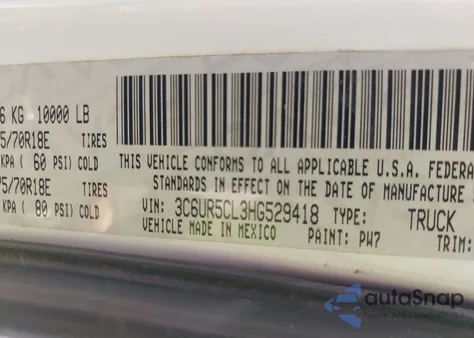 6 KG - 10000 LB
5/70R18E TIRES
KPA ( 60 PSI) COLD
75/70R18E TIRES
KPA ( 80 PSI) COLD
THIS VEHICLE CONFORMS TO ALL APPLICABLE U.S.A. FEDERA
STANDARDS IN EFFECT ON THE DATE OF MANUFACTURE
VIN: 3C6UR5CL3HG529418 TYPE: TRUCK
VEHICLE MADE IN MEXICO PAINT: PW7 TRIM:
autoSnap